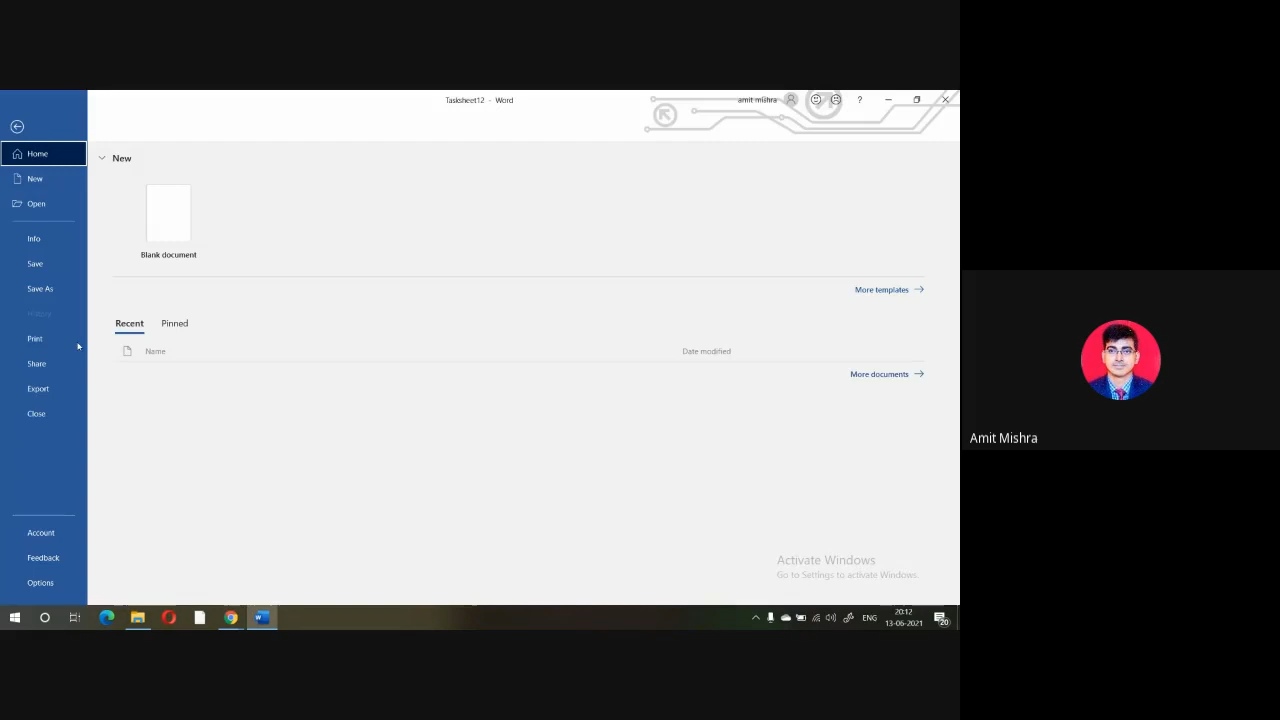 Tasksheet12 - Word
amit mishra
?
Home
New
Open
Info
Save
Save As
History
Print
Share
Export
Close
Account
Feedback
Options
New
Blank document
More templates
Recent Pinned
Name Date modified
More documents
Activate Windows
Go to Settings to activate Windows.
ENG
20:12
13-06-2021
20
Amit Mishra